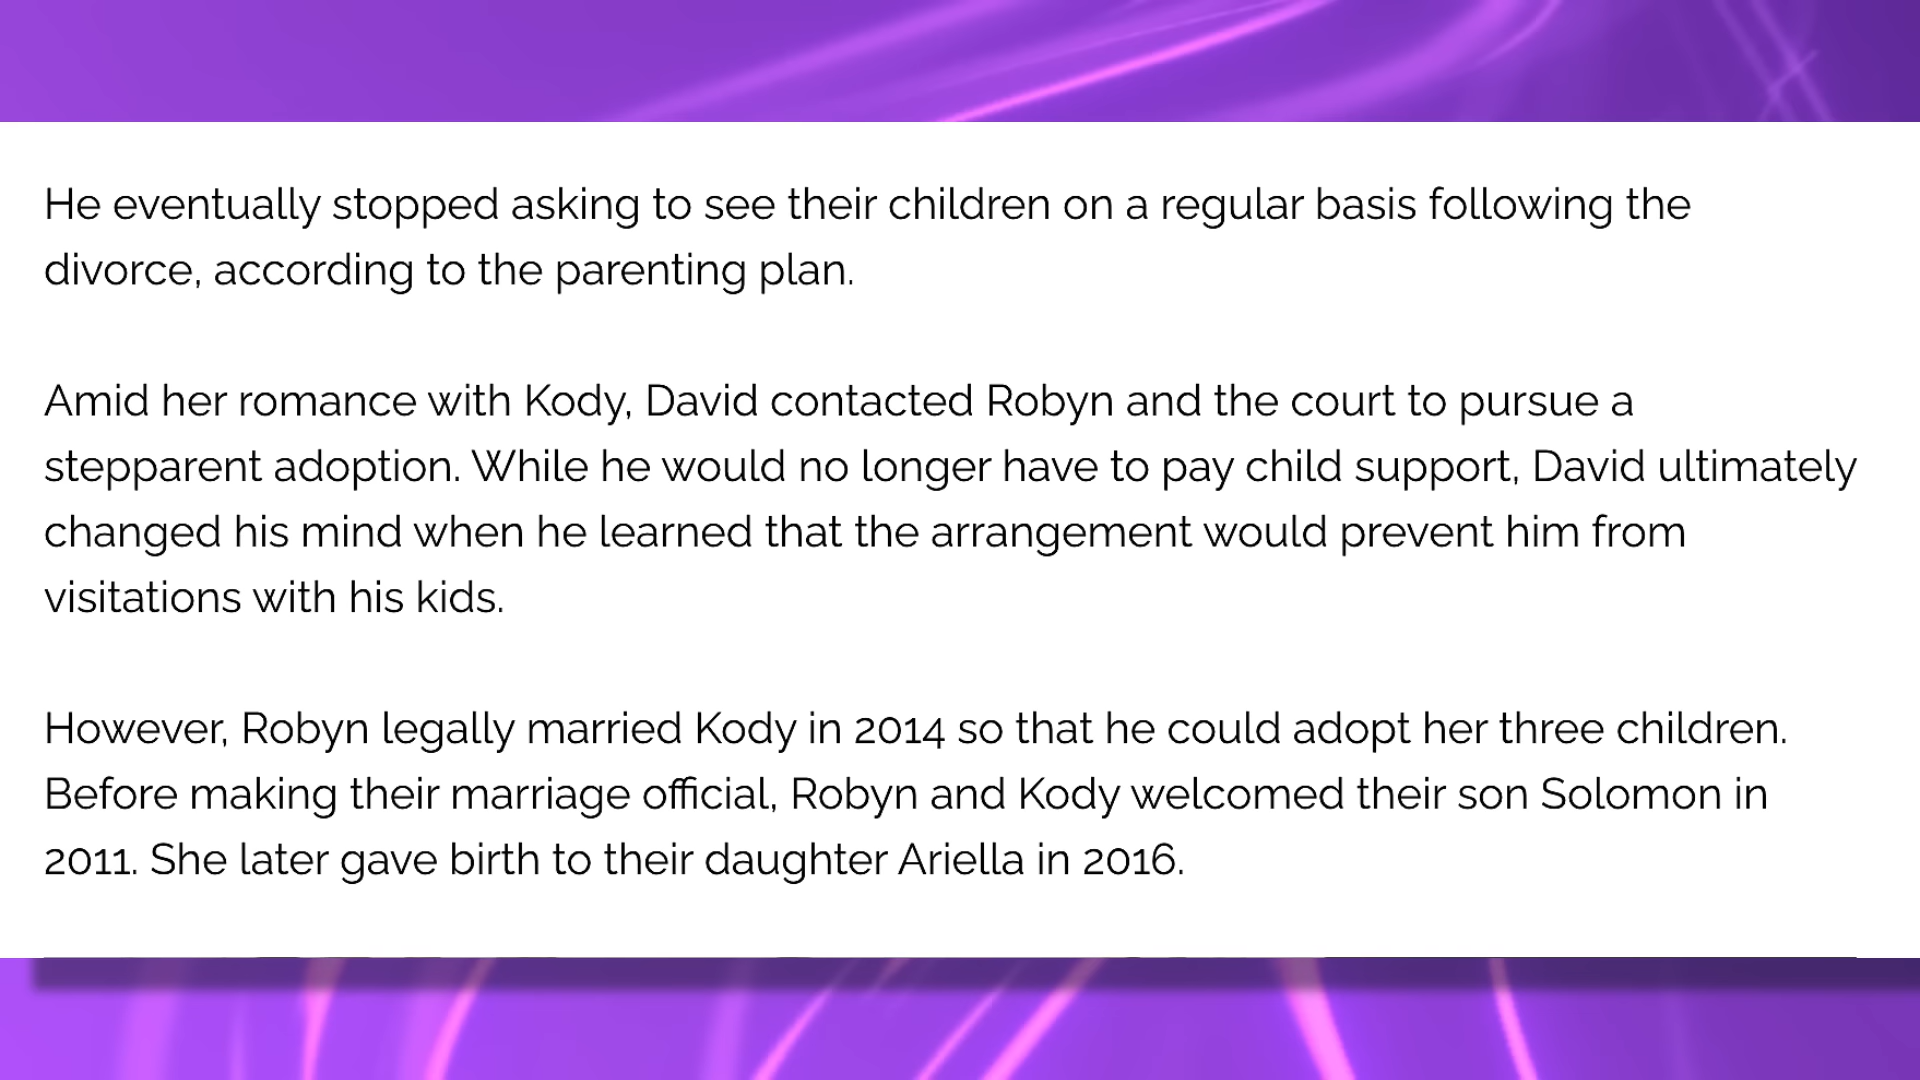 He eventually stopped asking to see their children on a regular basis following the
divorce, according to the parenting plan.
Amid her romance with Kody, David contacted Robyn and the court to pursue a
stepparent adoption. While he would no longer have to pay child support, David ultimately
changed his mind when he learned that the arrangement would prevent him from
visitations with his kids.
However, Robyn legally married Kody in 2014 so that he could adopt her three children.
Before making their marriage official, Robyn and Kody welcomed their son Solomon in
2011. She later gave birth to their daughter Ariella in 2016.